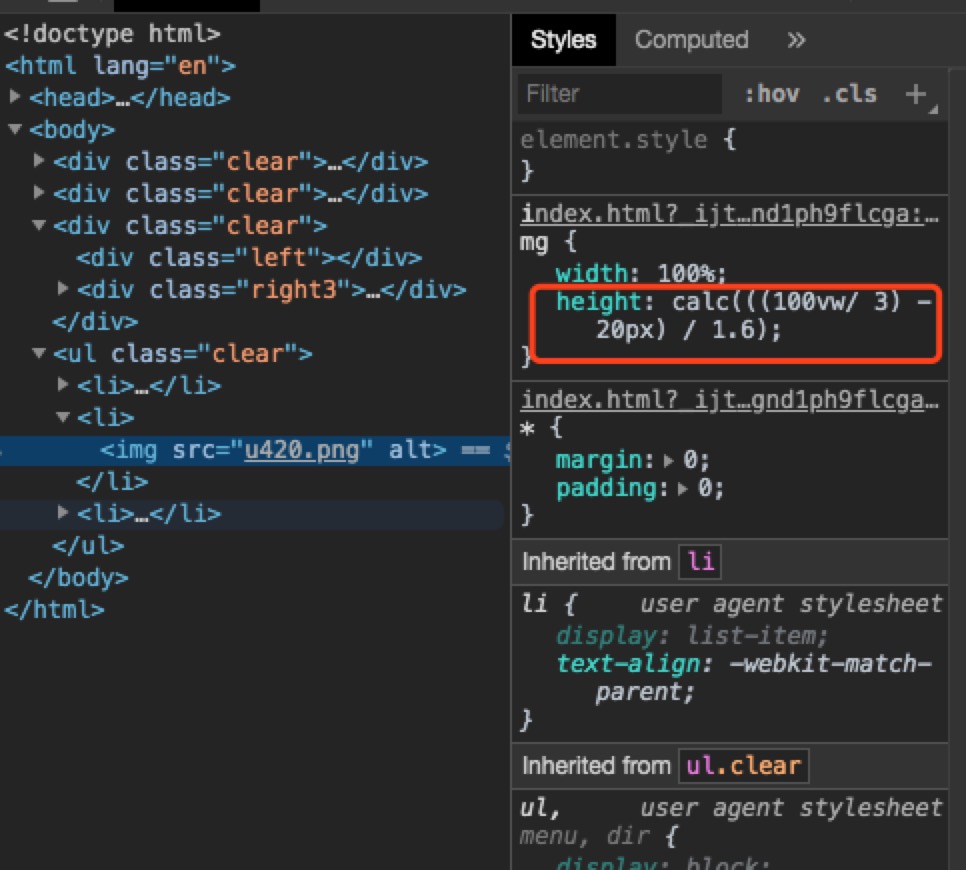 <!doctype html>
<html lang="en">
<head>…</head>
<body>
<div class="clear">…</div>
<div class="clear">…</div>
<div class="clear">
<div class="left"></div>
<div class="right3">…</div>
</div>
<ul class="clear">
<li>…</li>
<li>
<img src="u420.png" alt> ==
</li>
<li>…</li>
</ul>
</body>
</html>
Styles Computed »
Filter :hov .cls +
element.style {
}
index.html?_ijt…nd1ph9flcga:…
mg {
width: 100%;
height: calc(((100vw/ 3) −
20px) / 1.6);
}
index.html?_ijt…gnd1ph9flcga…
* {
margin: 0;
padding: 0;
}
Inherited from li
li { user agent stylesheet
display: list-item;
text-align: -webkit-match-
parent;
}
Inherited from ul.clear
ul, user agent stylesheet
menu, dir {
display: block;